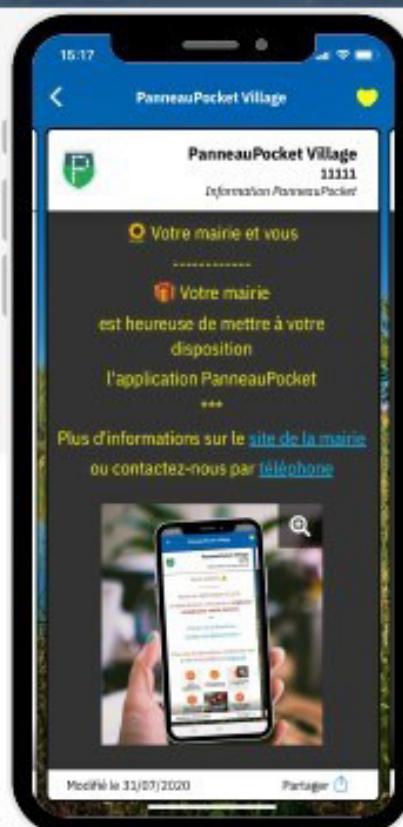 15:17
PanneauPocket Village
PanneauPocket Village
11111
Information PanneauPocket
Votre mairie et vous
------------
Votre mairie
est heureuse de mettre à votre
disposition
l'application PanneauPocket
***
Plus d'informations sur le site de la mairie
ou contactez-nous par téléphone
Modifié le 31/07/2020 Partager